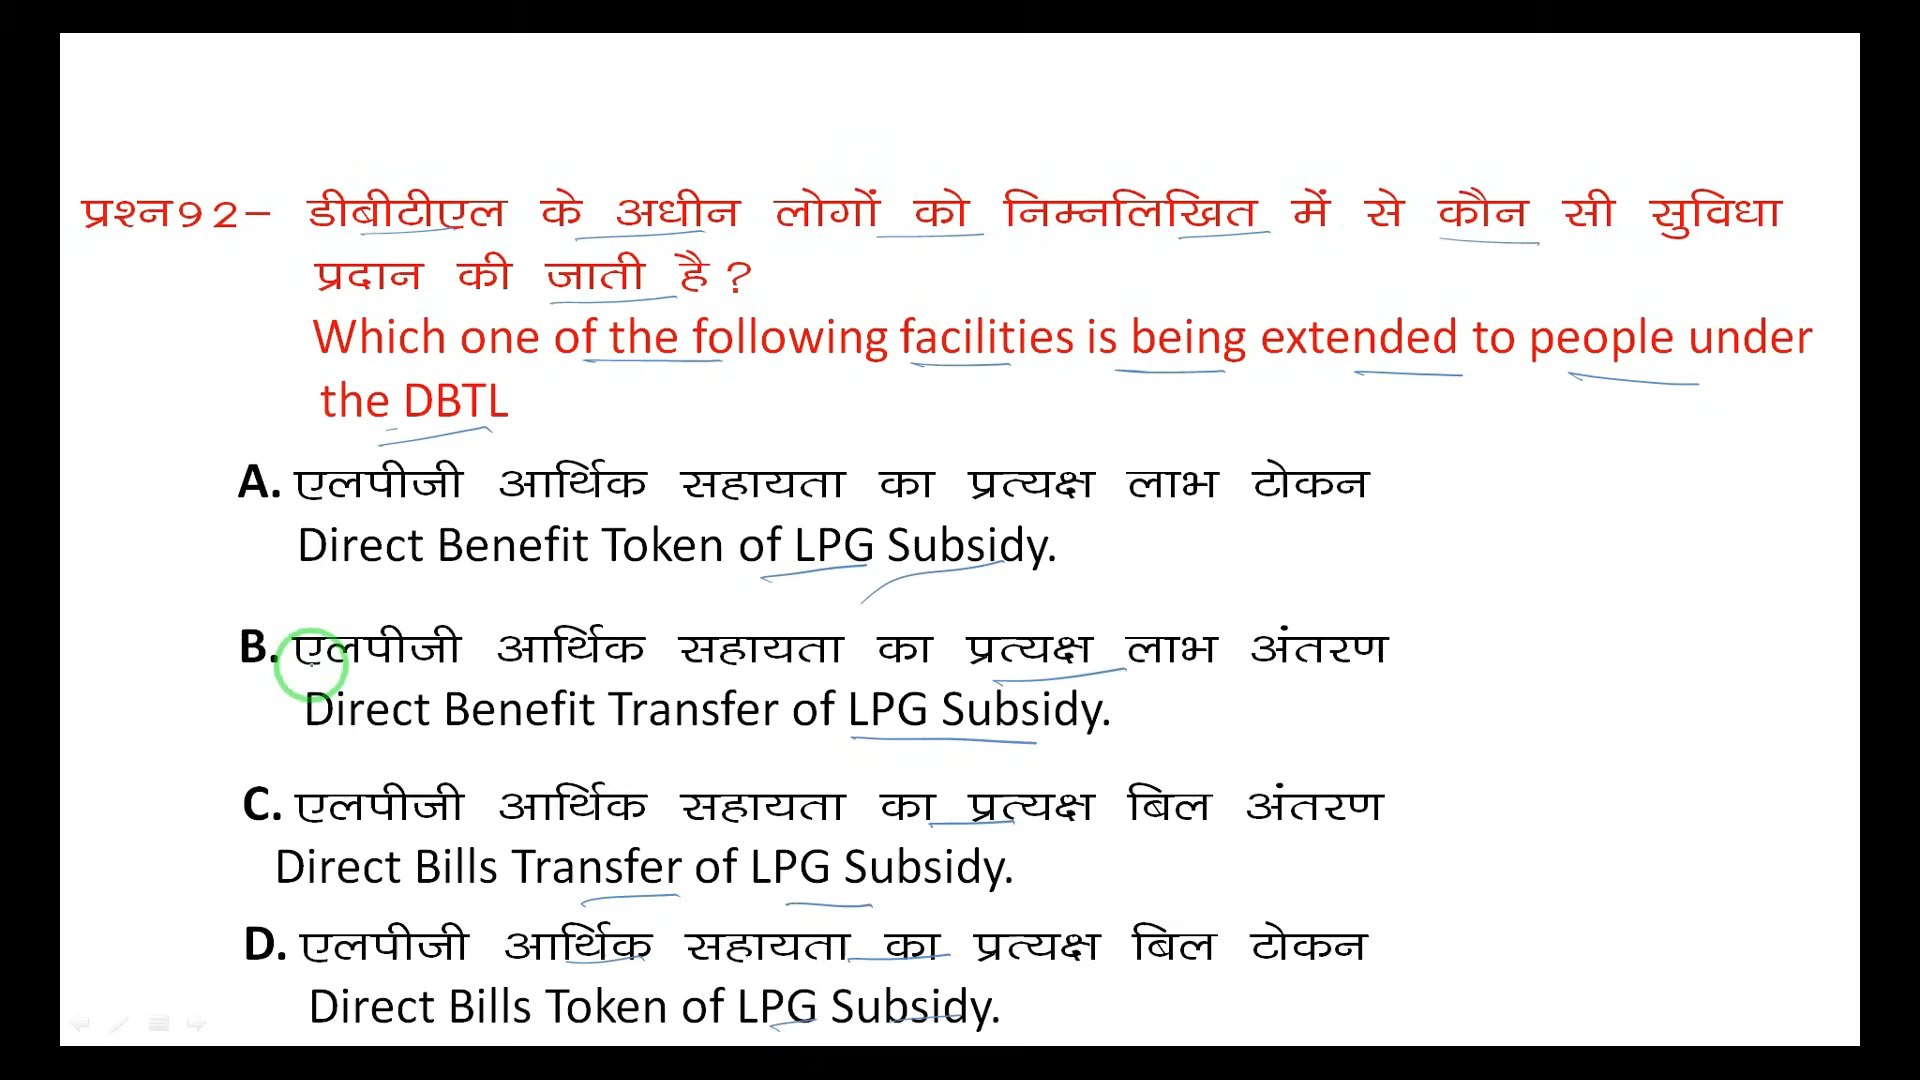 प्रश्न92– डीबीटीएल के अधीन लोगों को निम्नलिखित में से कौन सी सुविधा
प्रदान की जाती है ?
Which one of the following facilities is being extended to people under
the DBTL
A. एलपीजी आर्थिक सहायता का प्रत्यक्ष लाभ टोकन
Direct Benefit Token of LPG Subsidy.
B. एलपीजी आर्थिक सहायता का प्रत्यक्ष लाभ अंतरण
Direct Benefit Transfer of LPG Subsidy.
C. एलपीजी आर्थिक सहायता का प्रत्यक्ष बिल अंतरण
Direct Bills Transfer of LPG Subsidy.
D. एलपीजी आर्थिक सहायता का प्रत्यक्ष बिल टोकन
Direct Bills Token of LPG Subsidy.